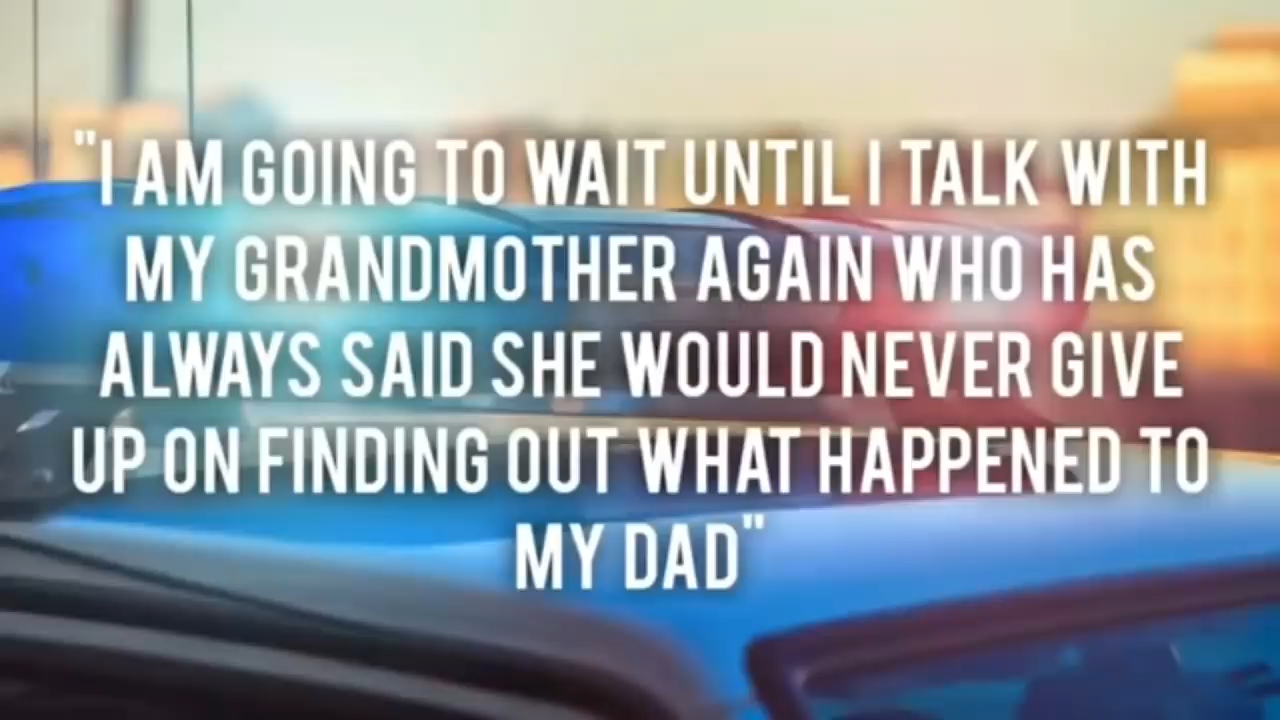 "I AM GOING TO WAIT UNTIL I TALK WITH
MY GRANDMOTHER AGAIN WHO HAS
ALWAYS SAID SHE WOULD NEVER GIVE
UP ON FINDING OUT WHAT HAPPENED TO
MY DAD"